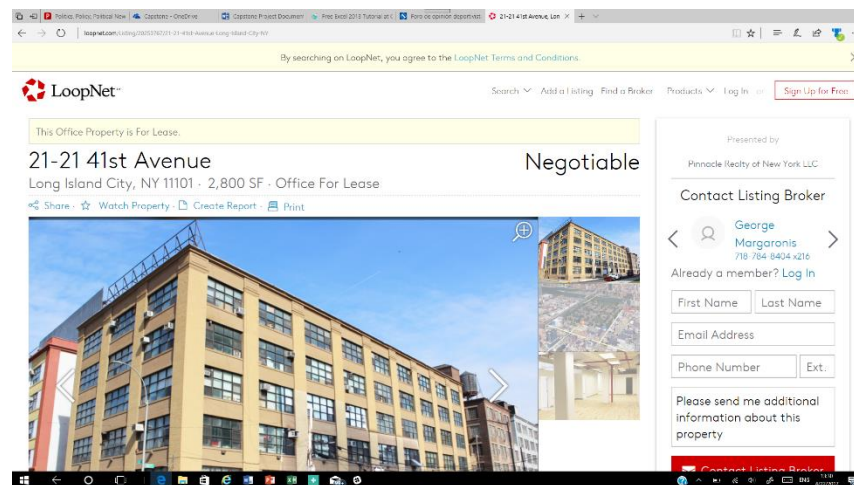 Politics, Policy, Political New
Capstone - OneDrive
Capstone Project Document
Free Excel 2013 Tutorial at
Foro de opinión deportivas
21-21 41st Avenue, Lon
By searching on LoopNet, you agree to the LoopNet Terms and Conditions.
LoopNet
Search Add a Listing Find a Broker Products Log In or Sign Up for Free
This Office Property is For Lease.
21-21 41st Avenue
Negotiable
Long Island City, NY 11101 · 2,800 SF · Office For Lease
Share · Watch Property · Create Report · Print
Presented by
Pinnacle Realty of New York LLC
Contact Listing Broker
George
Margaronis
718-784-8404 x216
Already a member? Log In
First Name
Last Name
Email Address
Phone Number
Ext.
Please send me additional
information about this
property
Contact Listing Broker
ENG